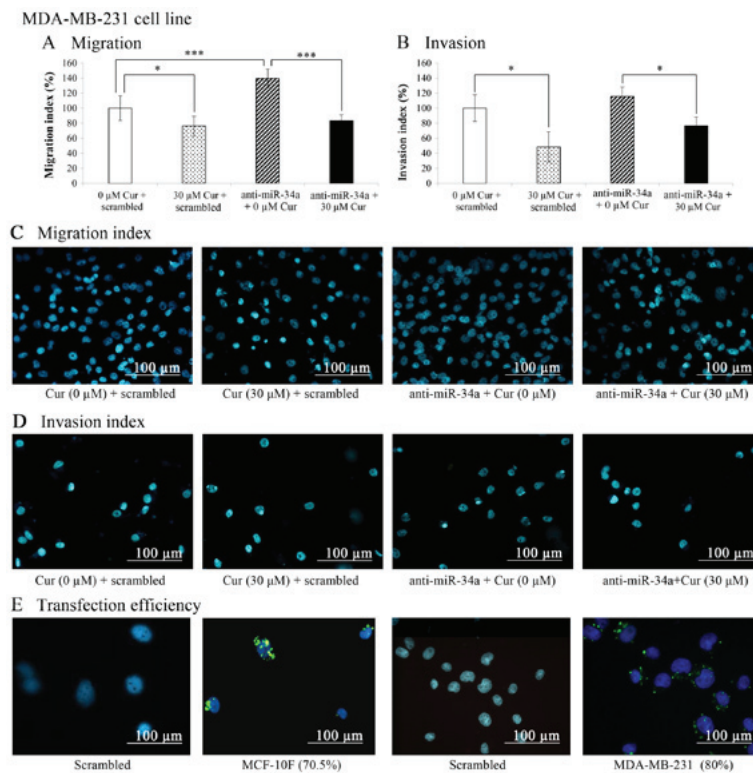 MDA-MB-231 cell line
A Migration
Migration index (%)
160
140
120
100
80
60
40
20
0
*
***
***
0 µM Cur +
scrambled
30 µM Cur +
scrambled
anti-miR-34a
+ 0 µM Cur
anti-miR-34a +
30 µM Cur
B Invasion
Invasion index (%)
160
140
120
100
80
60
40
20
0
*
*
0 µM Cur +
scrambled
30 µM Cur +
scrambled
anti-miR-34a
+ 0 µM Cur
anti-miR-34a +
30 µM Cur
C Migration index
100 µm
100 µm
100 µm
100 µm
Cur (0 µM) + scrambled
Cur (30 µM) + scrambled
anti-miR-34a + Cur (0 µM)
anti-miR-34a + Cur (30 µM)
D Invasion index
100 µm
100 µm
100 µm
100 µm
Cur (0 µM) + scrambled
Cur (30 µM) + scrambled
anti-miR-34a + Cur (0 µM)
anti-miR-34a+Cur (30 µM)
E Transfection efficiency
100 µm
100 µm
100 µm
100 µm
Scrambled
MCF-10F (70.5%)
Scrambled
MDA-MB-231 (80%)